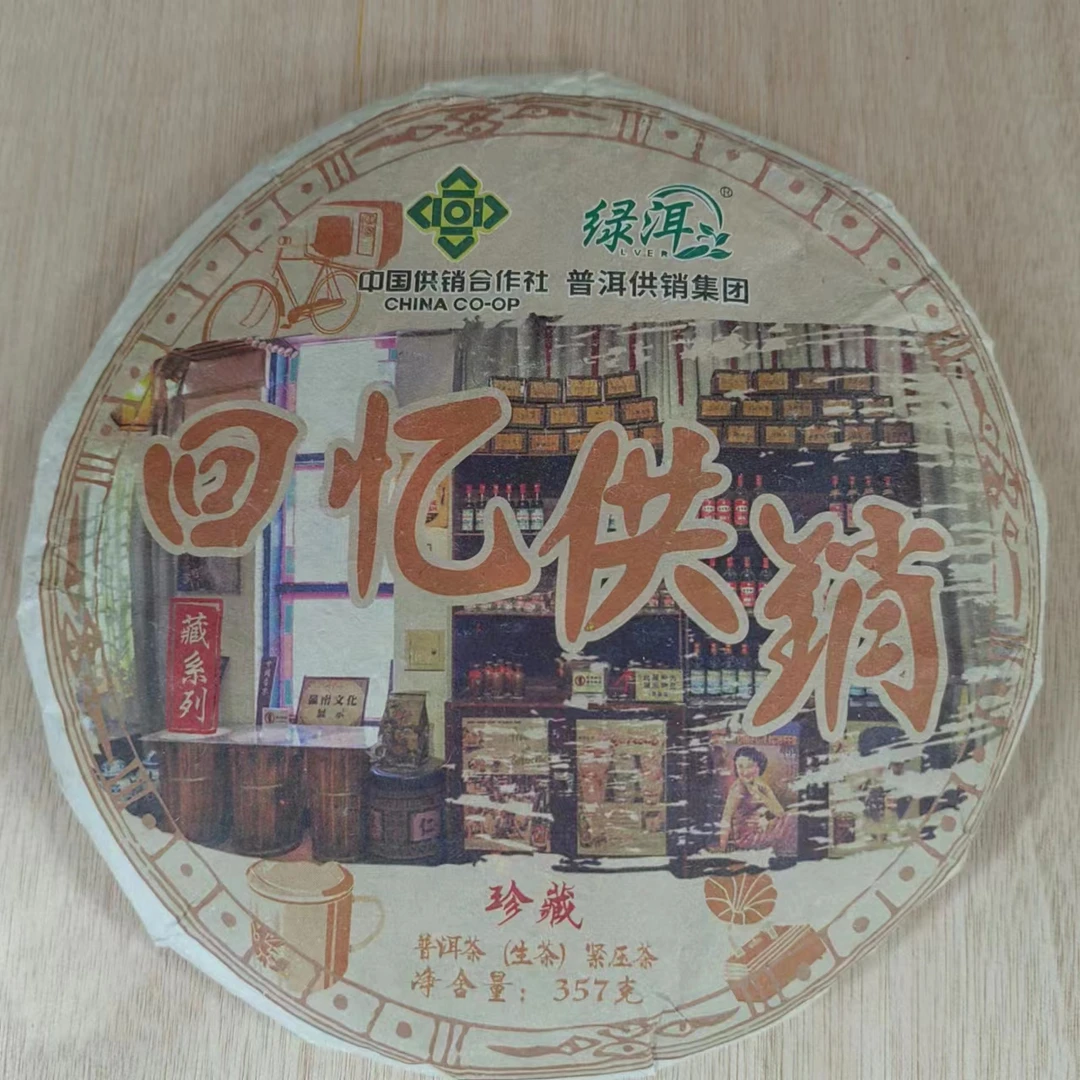 绿洱®
LVER
中国供销合作社 普洱供销集团
CHINA CO-OP
回忆供销
藏系列
仁
珍藏
普洱茶（生茶）紧压茶
净含量：357克